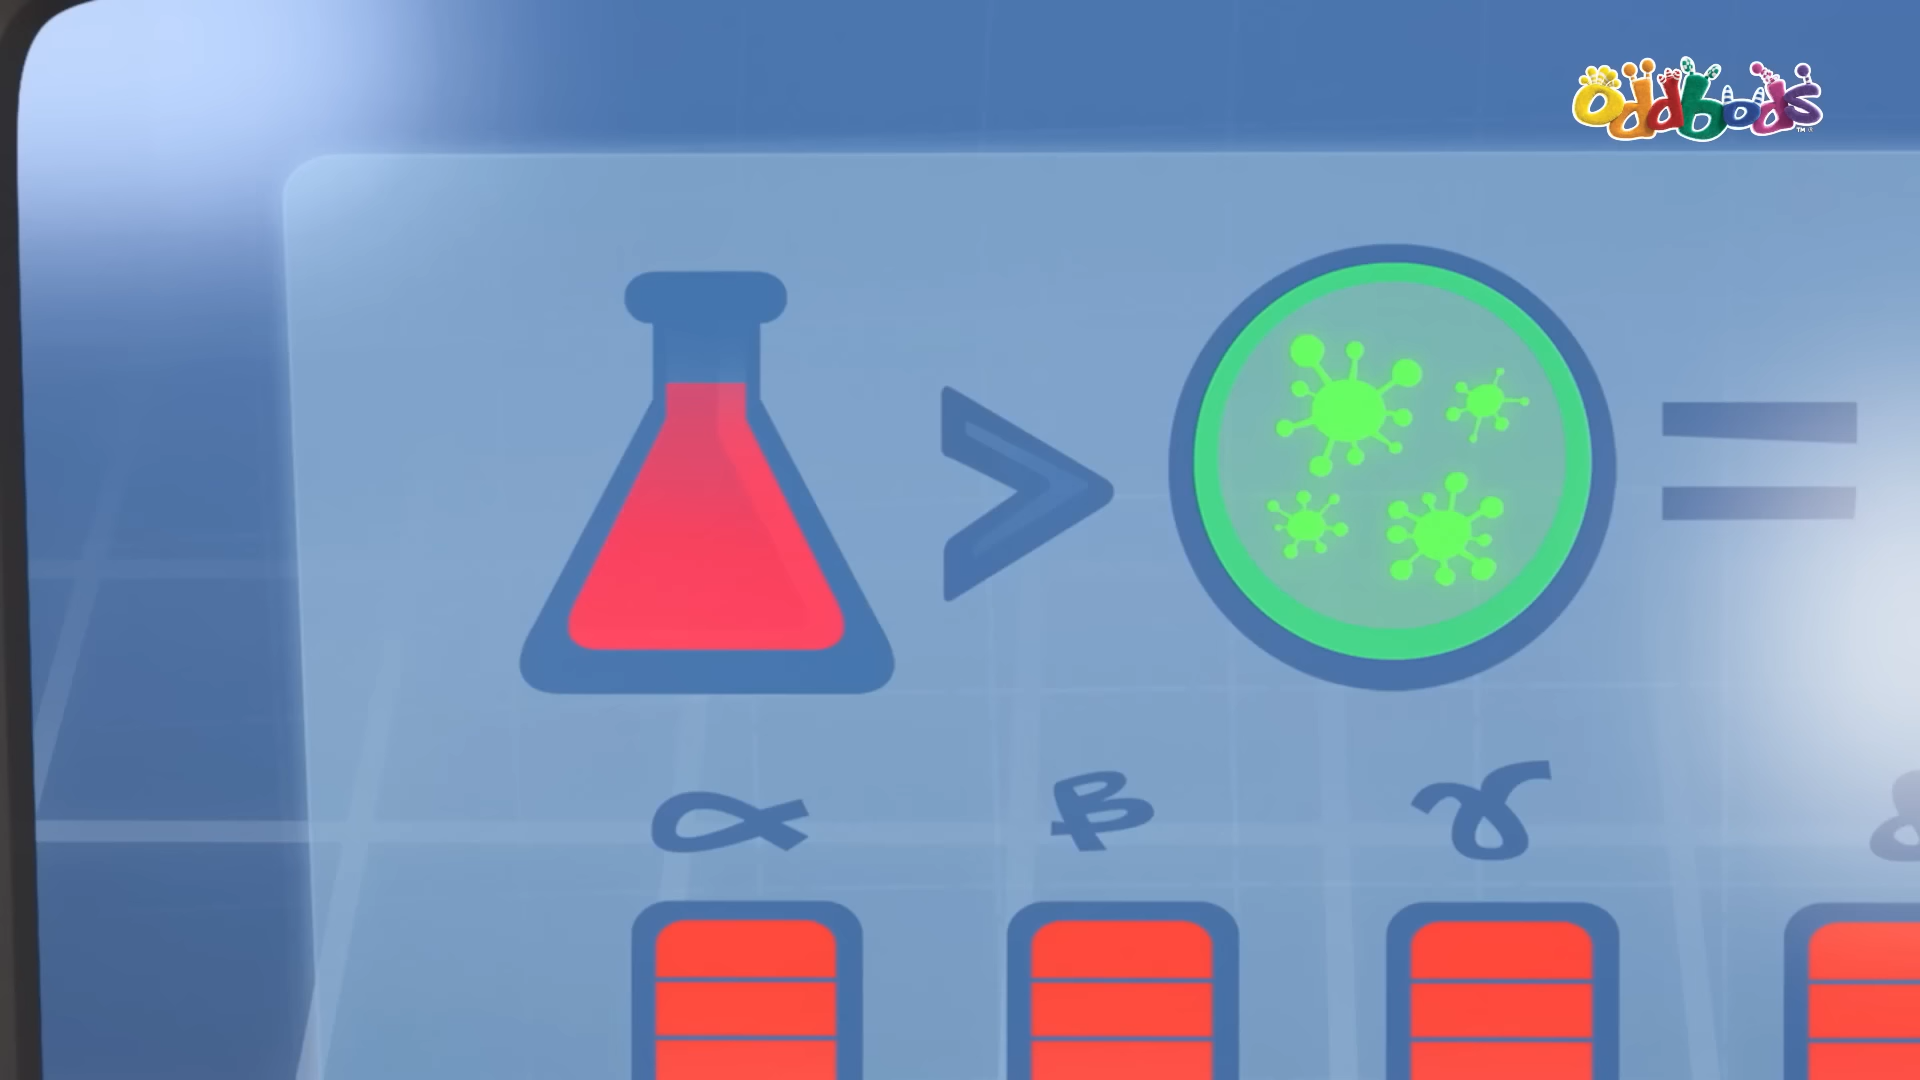 oddbods
> =
α β γ